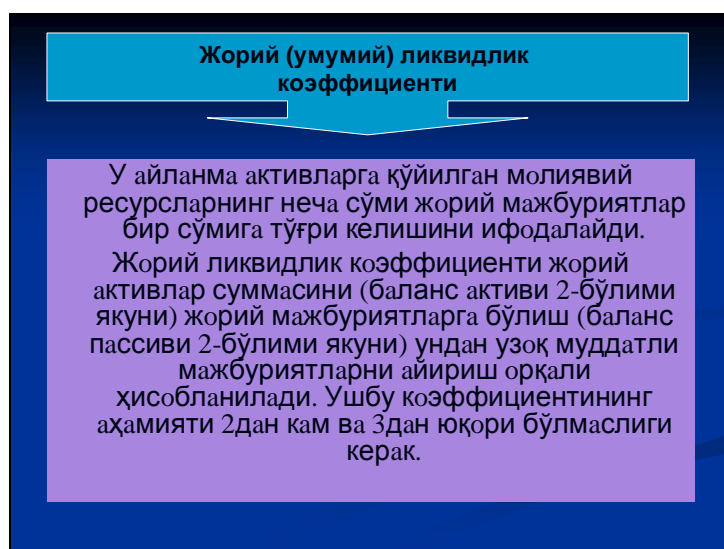 Жорий (умумий) ликвидлик
коэффициенти
У айланма активларга қўйилган молиявий
ресурсларнинг неча сўми жорий мажбуриятлар
бир сўмига тўғри келишини ифодалайди.
Жорий ликвидлик коэффициенти жорий
активлар суммасини (баланс активи 2-бўлими
якуни) жорий мажбуриятларга бўлиш (баланс
пассиви 2-бўлими якуни) ундан узоқ муддатли
мажбуриятларни айириш орқали
ҳисобланилади. Ушбу коэффициентининг
аҳамияти 2дан кам ва 3дан юқори бўлмаслиги
керак.